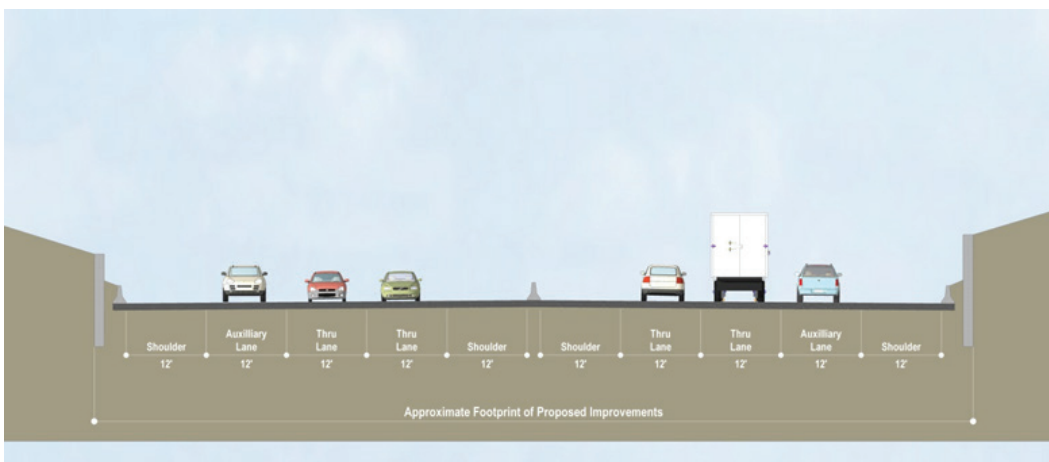 Shoulder
12'
Auxilliary
Lane
12'
Thru
Lane
12'
Thru
Lane
12'
Shoulder
12'
Shoulder
12'
Thru
Lane
12'
Thru
Lane
12'
Auxilliary
Lane
12'
Shoulder
12'
Approximate Footprint of Proposed Improvements